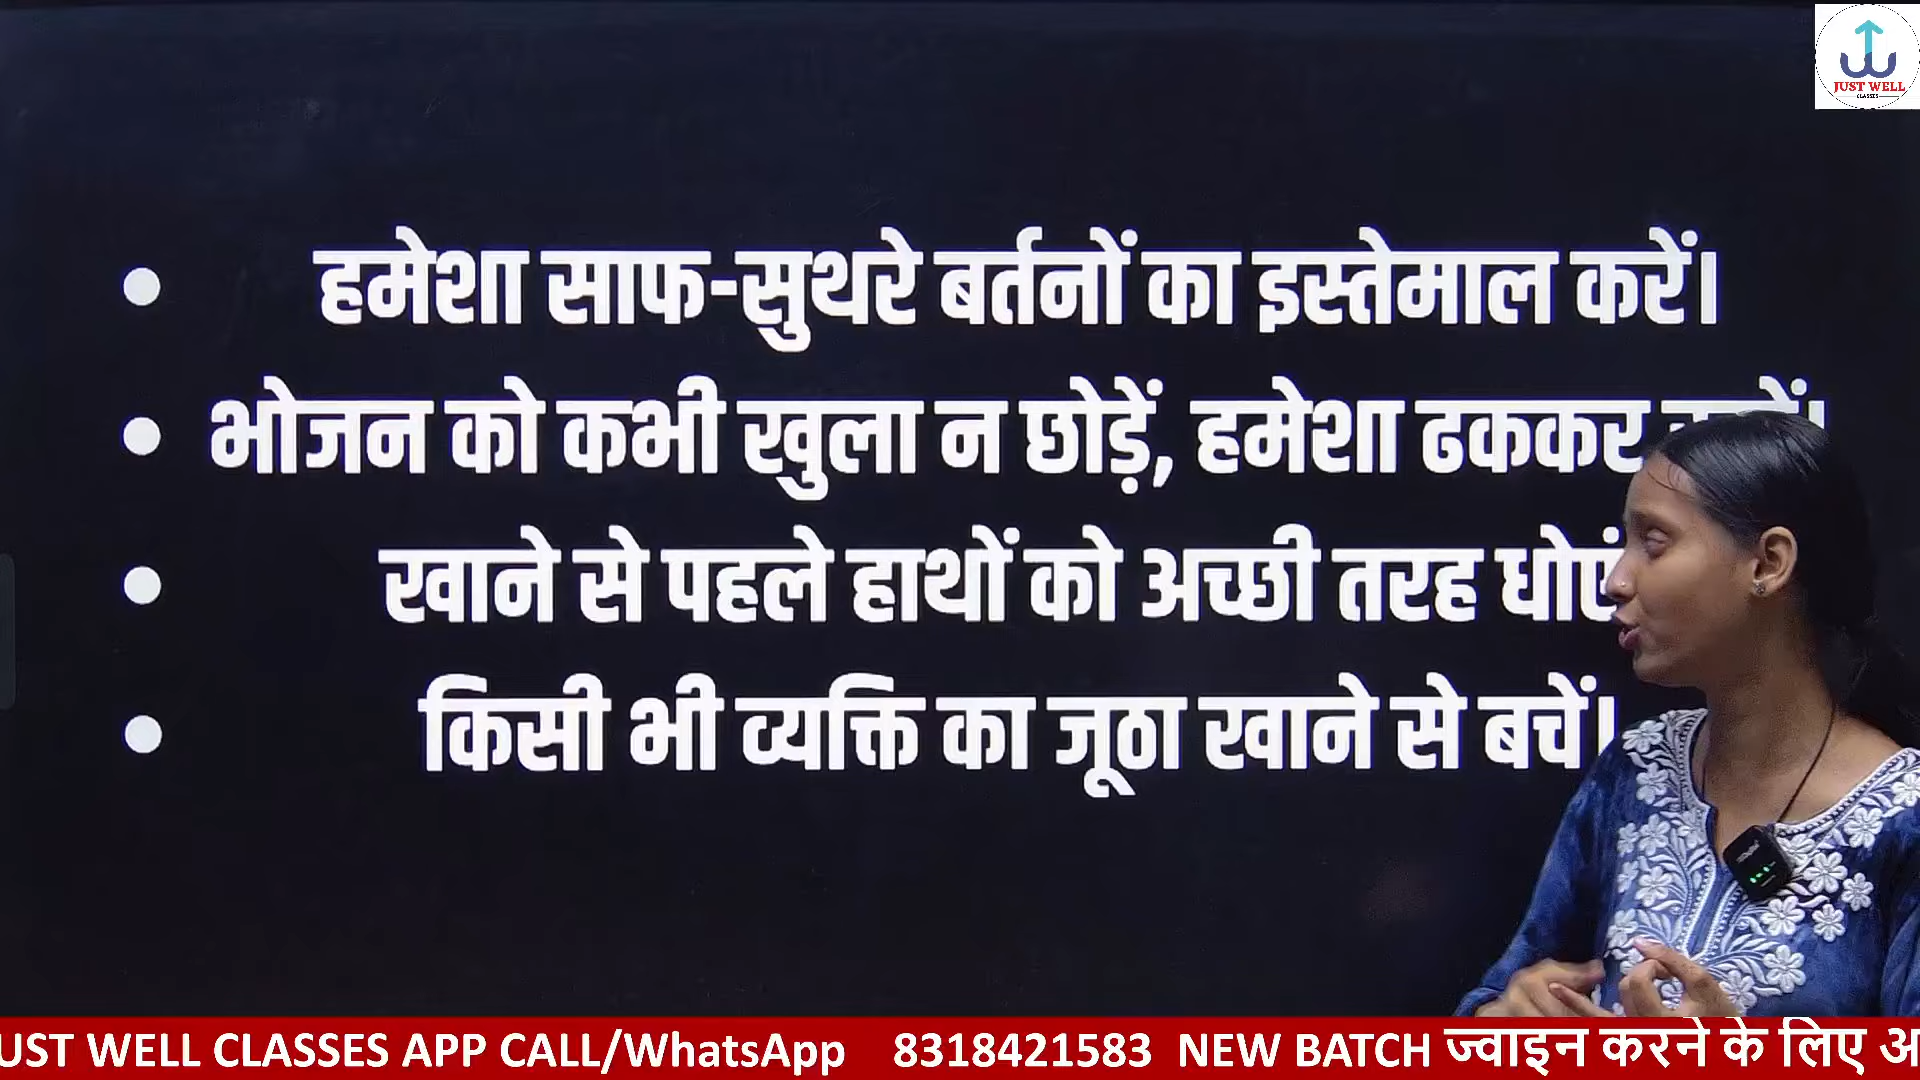 JUST WELL
CLASSES
हमेशा साफ-सुथरे बर्तनों का इस्तेमाल करें।
भोजन को कभी खुला न छोड़ें, हमेशा ढककर
खाने से पहले हाथों को अच्छी तरह धोएं
किसी भी व्यक्ति का जूठा खाने से बचें।
UST WELL CLASSES APP CALL/WhatsApp 8318421583 NEW BATCH ज्वाइन करने के लिए अ